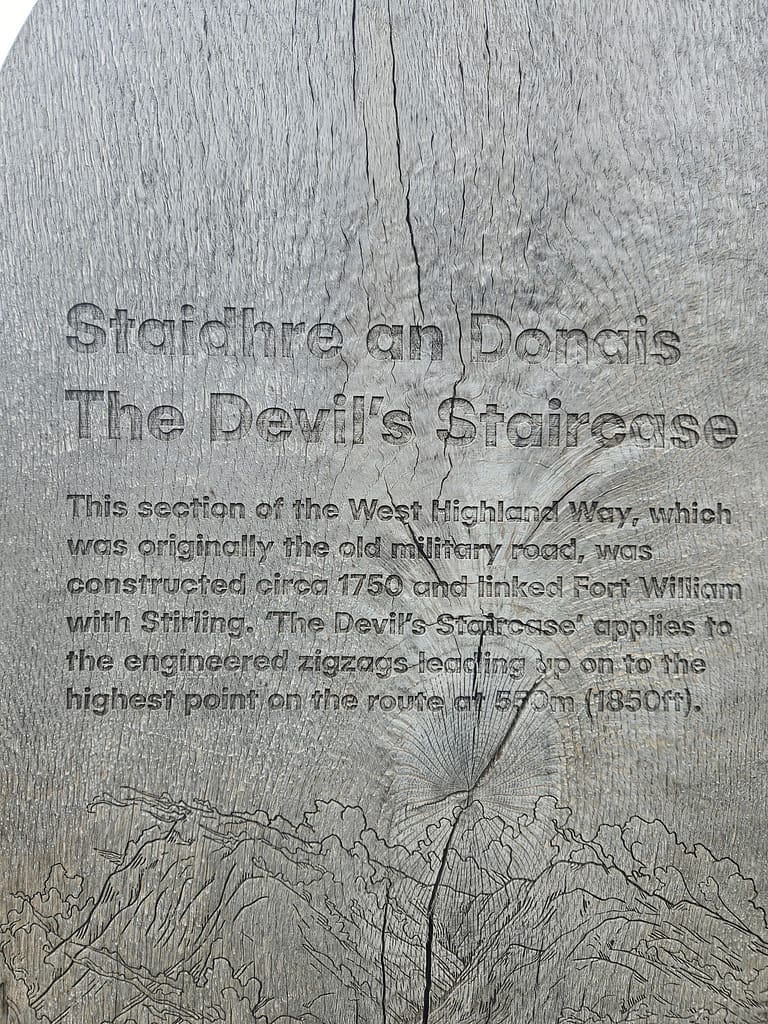 Staidhre an Donais
The Devil's Staircase
This section of the West Highland Way, which
was originally the old military road, was
constructed circa 1750 and linked Fort William
with Stirling. 'The Devil's Staircase' applies to
the engineered zigzags leading up on to the
highest point on the route at 550m (1850ft).